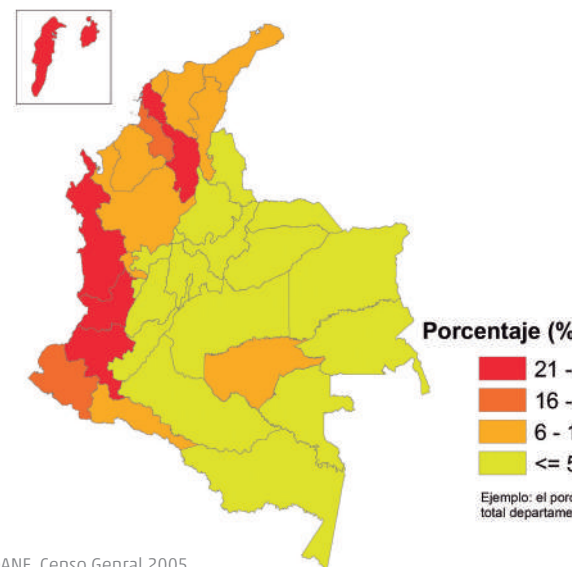 Porcentaje (%
21 -
16 -
6 - 1
<= 5
Ejemplo: el porc
total departame
ANE. Censo Genral 2005